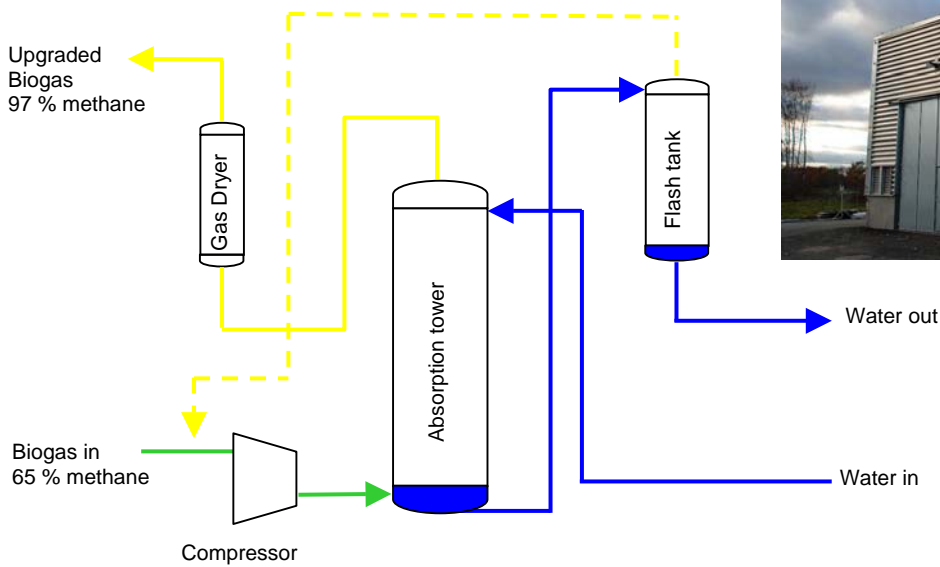 Upgraded
Biogas
97 % methane
Gas Dryer
Absorption tower
Flash tank
Water out
Biogas in
65 % methane
Water in
Compressor